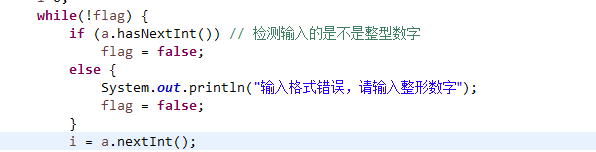 while(!flag) {
if (a.hasNextInt()) // 检测输入的是不是整型数字
flag = false;
else {
System.out.println("输入格式错误，请输入整形数字");
flag = false;
}
i = a.nextInt();